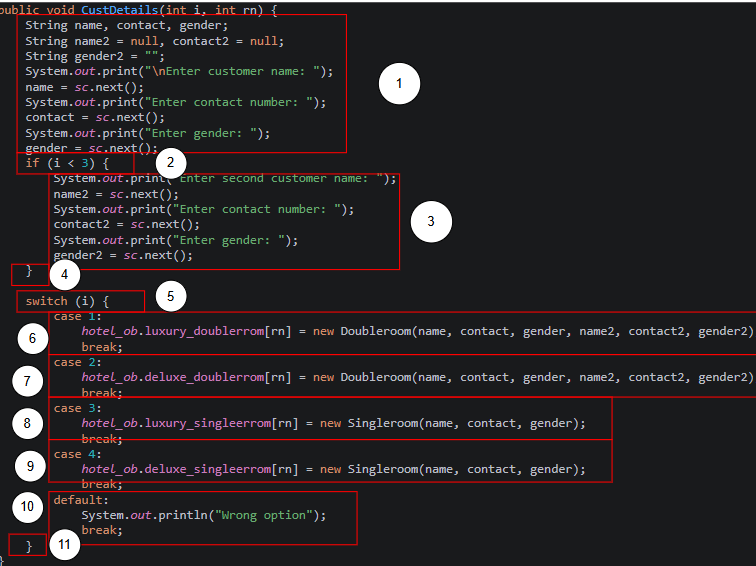 public void CustDetails(int i, int rn) {
String name, contact, gender;
String name2 = null, contact2 = null;
String gender2 = "";
System.out.print("\nEnter customer name: ");
name = sc.next();
System.out.print("Enter contact number: ");
contact = sc.next();
System.out.print("Enter gender: ");
gender = sc.next();
1
if (i < 3) {
2
System.out.print("Enter second customer name: ");
name2 = sc.next();
System.out.print("Enter contact number: ");
contact2 = sc.next();
System.out.print("Enter gender: ");
gender2 = sc.next();
3
}
4
switch (i) {
5
case 1:
hotel_ob.luxury_doublerrom[rn] = new Doubleroom(name, contact, gender, name2, contact2, gender2)
break;
6
case 2:
hotel_ob.deluxe_doublerrom[rn] = new Doubleroom(name, contact, gender, name2, contact2, gender2)
break;
7
case 3:
hotel_ob.luxury_singleerrom[rn] = new Singleroom(name, contact, gender);
break;
8
case 4:
hotel_ob.deluxe_singleerrom[rn] = new Singleroom(name, contact, gender);
break;
9
default:
System.out.println("Wrong option");
break;
10
}
11
}